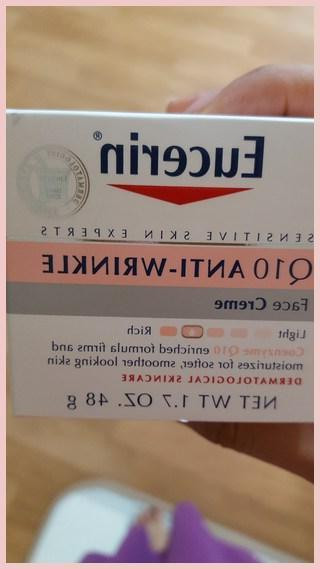 Eucerin®
SENSITIVE SKIN EXPERTS
Q10 ANTI-WRINKLE
Face Creme
Light Rich
Coenzyme Q10 enriched formula firms and
moisturizes for softer, smoother looking skin
DERMATOLOGICAL SKINCARE
NET WT 1.7 OZ. 48 g